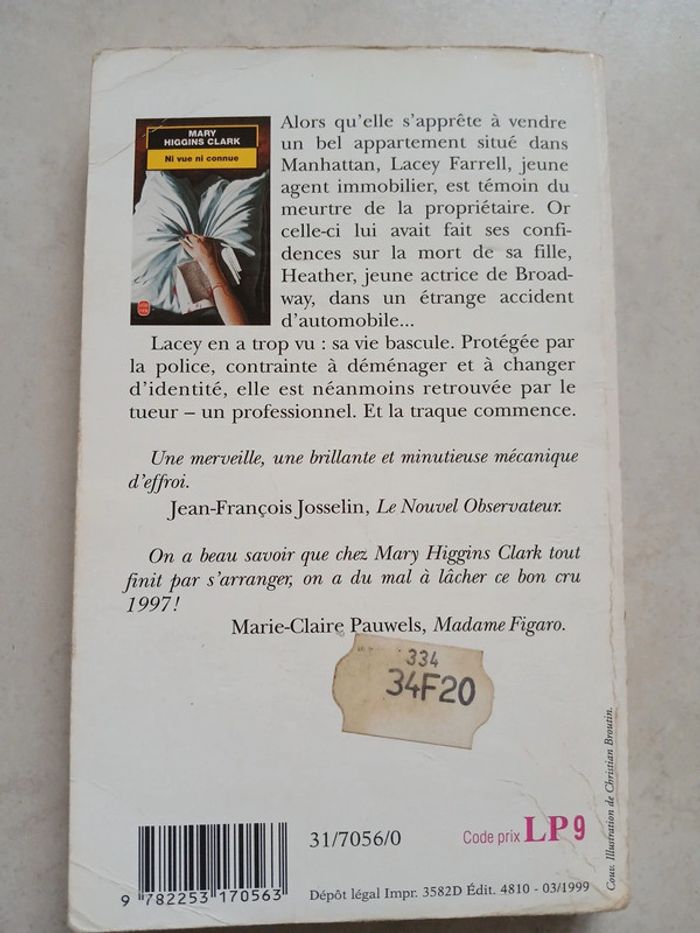 MARY
HIGGINS CLARK
Ni vue ni connue
Alors qu'elle s'apprête à vendre
un bel appartement situé dans
Manhattan, Lacey Farrell, jeune
agent immobilier, est témoin du
meurtre de la propriétaire. Or
celle-ci lui avait fait ses confi-
dences sur la mort de sa fille,
Heather, jeune actrice de Broad-
way, dans un étrange accident
d'automobile...
Lacey en a trop vu : sa vie bascule. Protégée par
la police, contrainte à déménager et à changer
d'identité, elle est néanmoins retrouvée par le
tueur – un professionnel. Et la traque commence.
Une merveille, une brillante et minutieuse mécanique
d'effroi.
Jean-François Josselin, Le Nouvel Observateur.
On a beau savoir que chez Mary Higgins Clark tout
finit par s'arranger, on a du mal à lâcher ce bon cru
1997 !
Marie-Claire Pauwels, Madame Figaro.
334
34F20
Couv. Illustration de Christian Broutin.
31/7056/0
Code prix LP 9
9 782253 170563
Dépôt légal Impr. 3582D Édit. 4810 - 03/1999